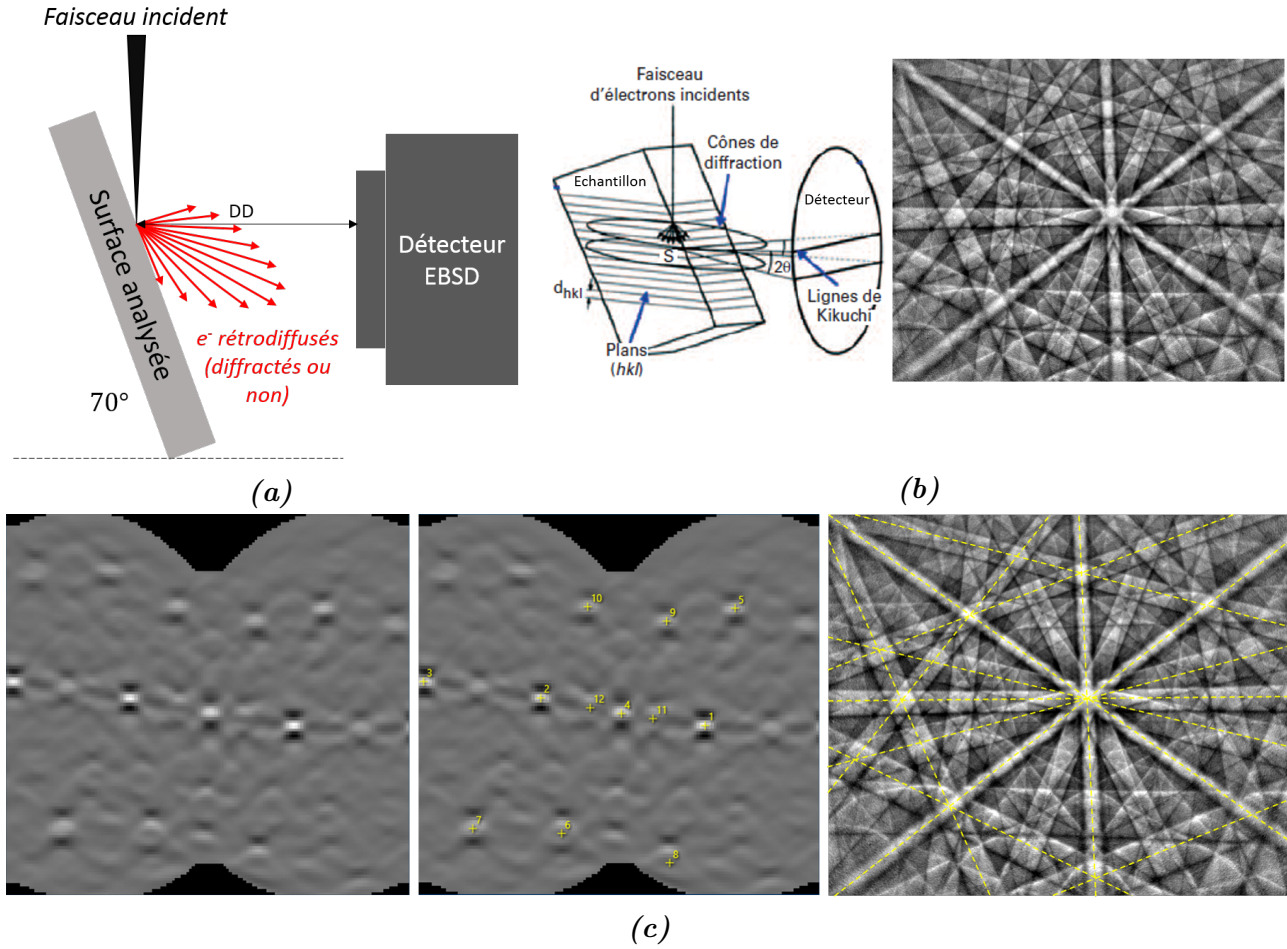 Faisceau incident
Surface analysée
DD
Détecteur
EBSD
e⁻ rétrodiffusés
(diffractés ou
non)
70°
(a)
Faisceau
d'électrons incidents
Cônes de
diffraction
Echantillon
Détecteur
S
2θ
d_hkl
Lignes de
Kikuchi
Plans
(hkl)
(b)
10
9
5
3
2
12
4
11
1
7
6
8
(c)